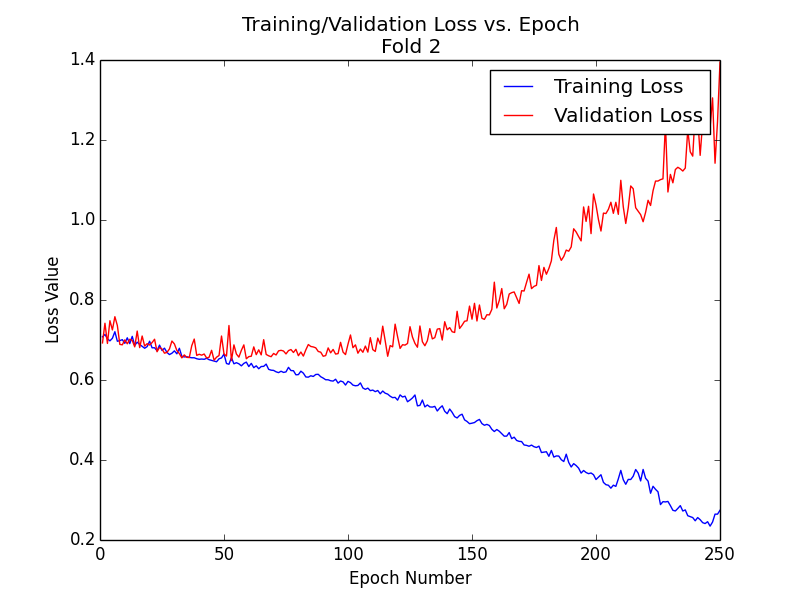 Training/Validation Loss vs. Epoch
Fold 2
1.4
1.2
1.0
0.8
0.6
0.4
0.2
Loss Value
Training Loss
Validation Loss
0 50 100 150 200 250
Epoch Number